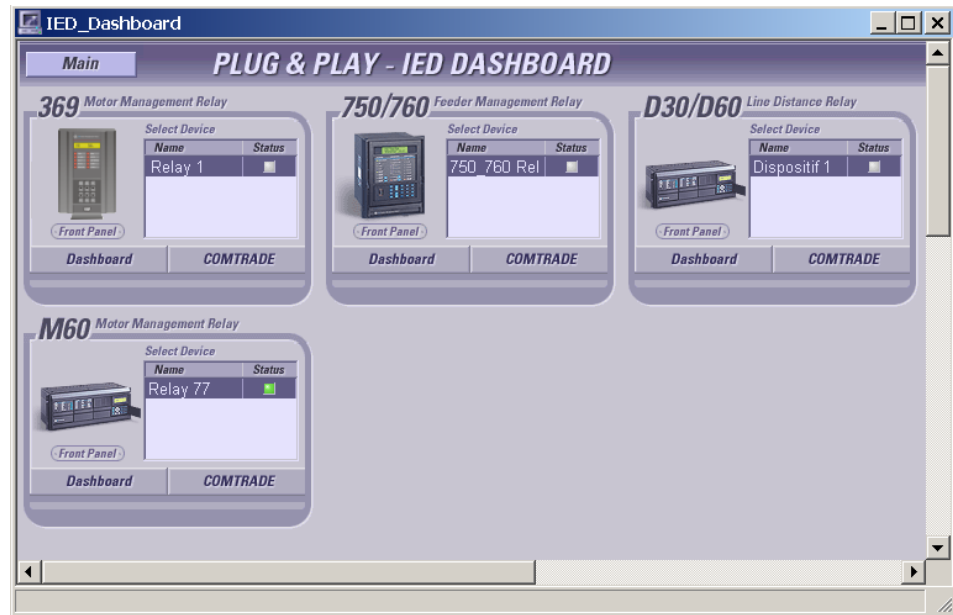 IED_Dashboard
Main
PLUG & PLAY - IED DASHBOARD
369 Motor Management Relay
Select Device
Name Status
Relay 1
Front Panel
Dashboard COMTRADE
750/760 Feeder Management Relay
Select Device
Name Status
750_760 Rel
Front Panel
Dashboard COMTRADE
D30/D60 Line Distance Relay
Select Device
Name Status
Dispositif 1
Front Panel
Dashboard COMTRADE
M60 Motor Management Relay
Select Device
Name Status
Relay 77
Front Panel
Dashboard COMTRADE